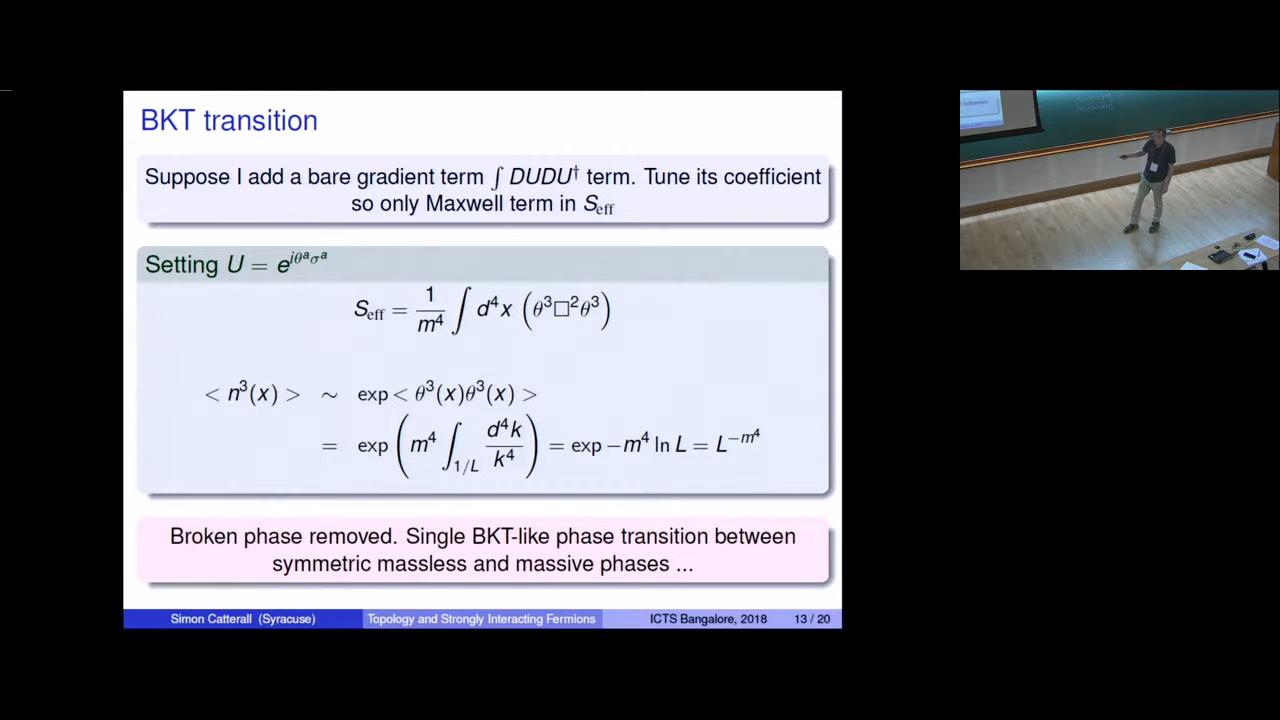 BKT transition
Suppose I add a bare gradient term ∫ DUDU† term. Tune its coefficient
so only Maxwell term in S_eff
Setting U = e^{iθ^aσ^a}
S_eff = 1/m^4 ∫ d^4x (θ^3□^2θ^3)
< n^3(x) > ∼ exp < θ^3(x)θ^3(x) >
= exp (m^4 ∫_{1/L} d^4k/k^4) = exp −m^4 ln L = L^{−m^4}
Broken phase removed. Single BKT-like phase transition between
symmetric massless and massive phases ...
Simon Catterall (Syracuse) Topology and Strongly Interacting Fermions ICTS Bangalore, 2018 13 / 20